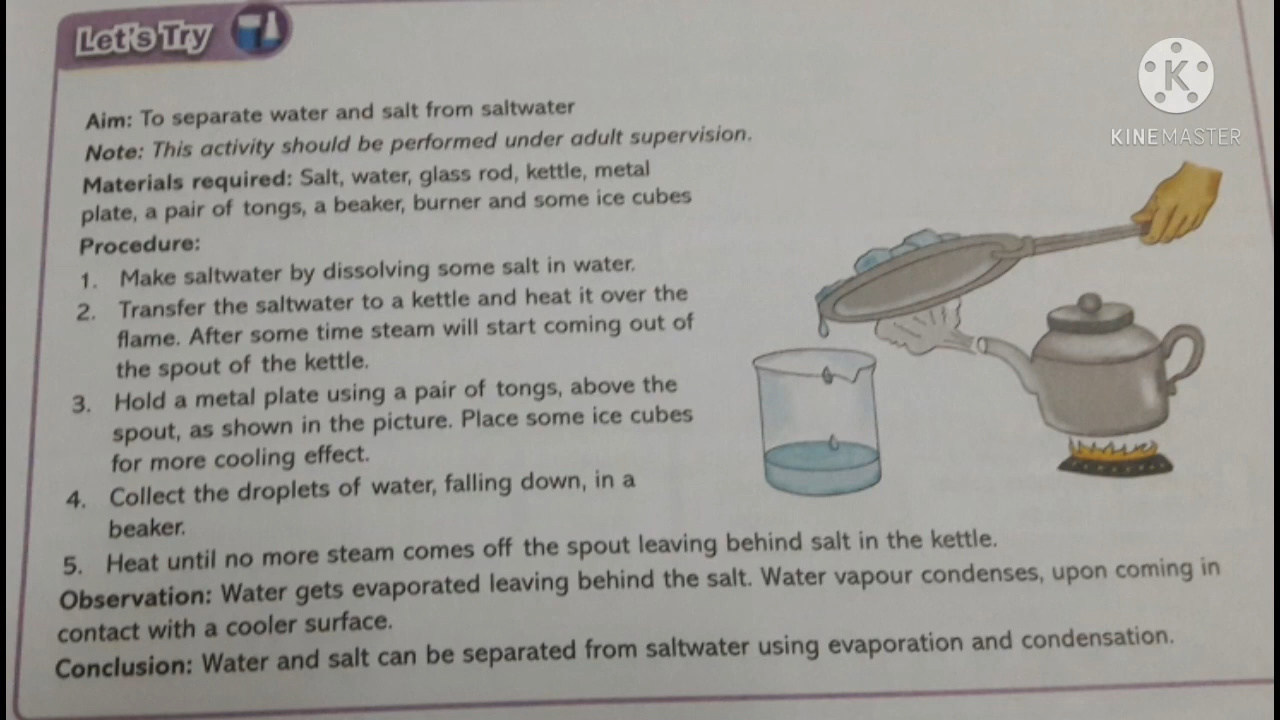 Let's Try
K
KINEMASTER
Aim: To separate water and salt from saltwater
Note: This activity should be performed under adult supervision.
Materials required: Salt, water, glass rod, kettle, metal
plate, a pair of tongs, a beaker, burner and some ice cubes
Procedure:
1. Make saltwater by dissolving some salt in water.
2. Transfer the saltwater to a kettle and heat it over the
flame. After some time steam will start coming out of
the spout of the kettle.
3. Hold a metal plate using a pair of tongs, above the
spout, as shown in the picture. Place some ice cubes
for more cooling effect.
4. Collect the droplets of water, falling down, in a
beaker.
5. Heat until no more steam comes off the spout leaving behind salt in the kettle.
Observation: Water gets evaporated leaving behind the salt. Water vapour condenses, upon coming in
contact with a cooler surface.
Conclusion: Water and salt can be separated from saltwater using evaporation and condensation.